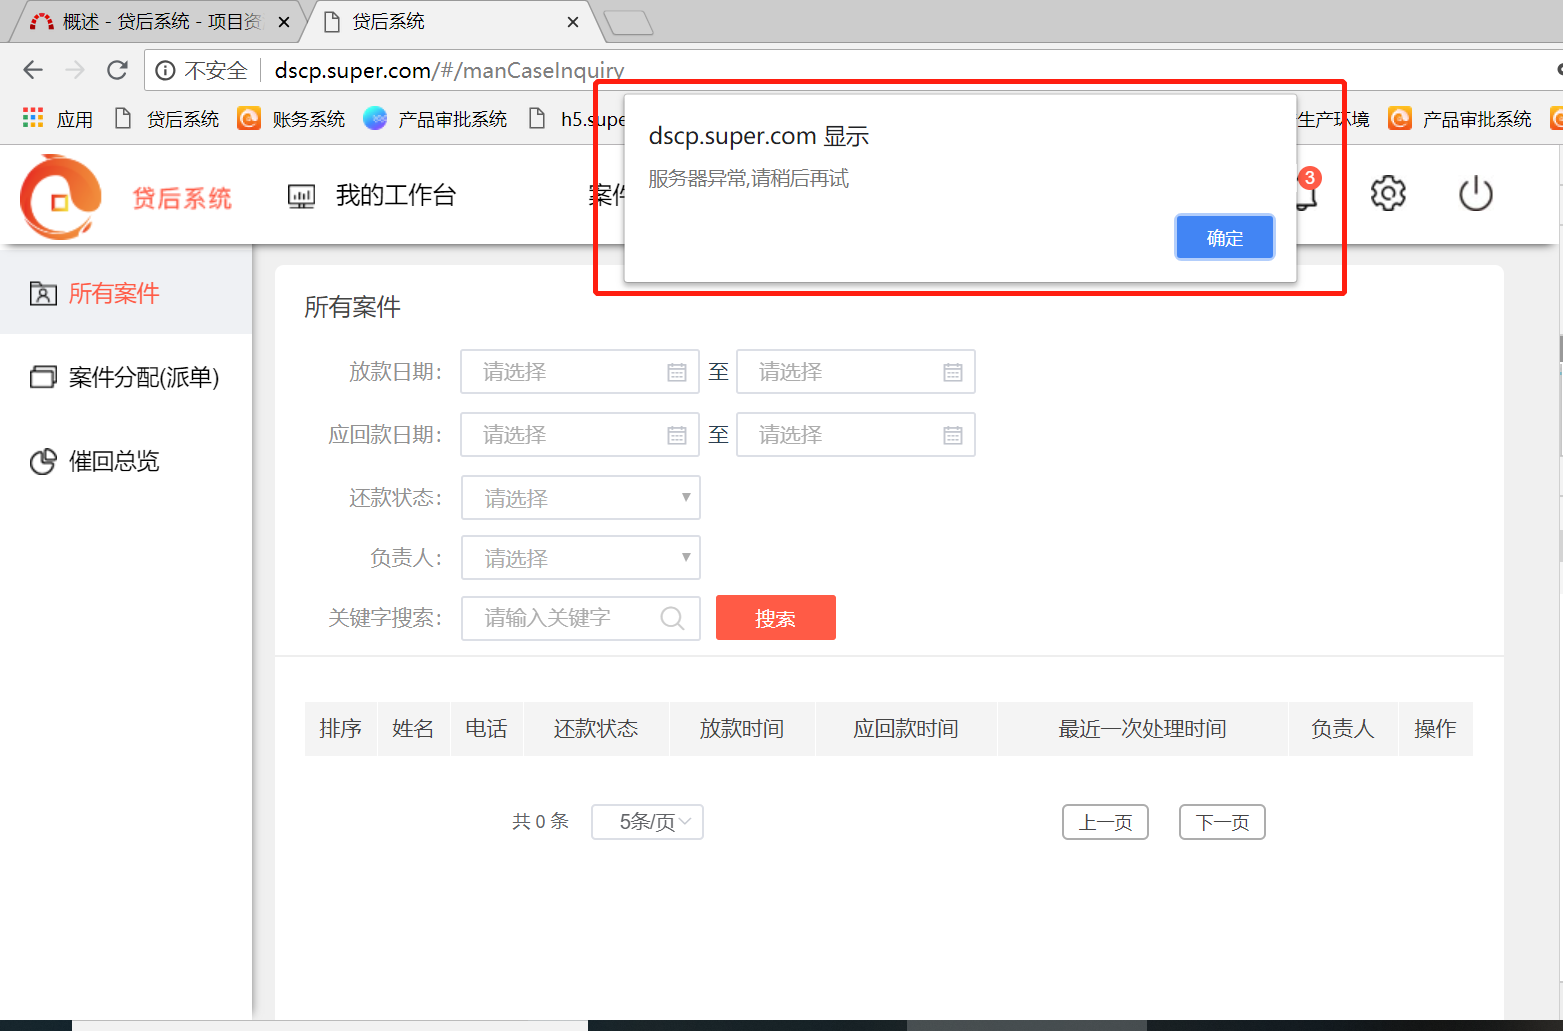 概述 - 贷后系统 - 项目资
贷后系统
不安全
dscp.super.com/#/manCaseInquiry
应用
贷后系统
账务系统
产品审批系统
h5.supe
生产环境
产品审批系统
dscp.super.com 显示
服务器异常,请稍后再试
确定
贷后系统
我的工作台
案件
3
所有案件
案件分配(派单)
催回总览
所有案件
放款日期:
请选择
至
请选择
应回款日期:
请选择
至
请选择
还款状态:
请选择
负责人:
请选择
关键字搜索:
请输入关键字
搜索
排序 姓名 电话 还款状态 放款时间 应回款时间 最近一次处理时间 负责人 操作
共 0 条
5条/页
上一页
下一页